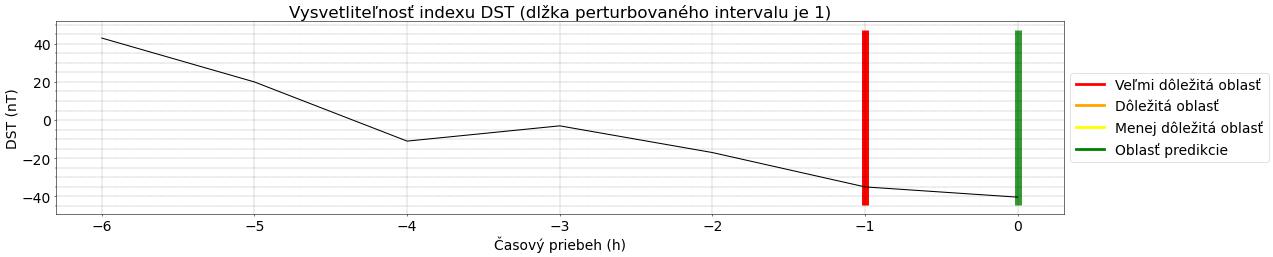 Vysvetliteľnosť indexu DST (dĺžka perturbovaného intervalu je 1)
DST (nT)
40
20
0
−20
−40
−6 −5 −4 −3 −2 −1 0
Časový priebeh (h)
Veľmi dôležitá oblasť
Dôležitá oblasť
Menej dôležitá oblasť
Oblasť predikcie